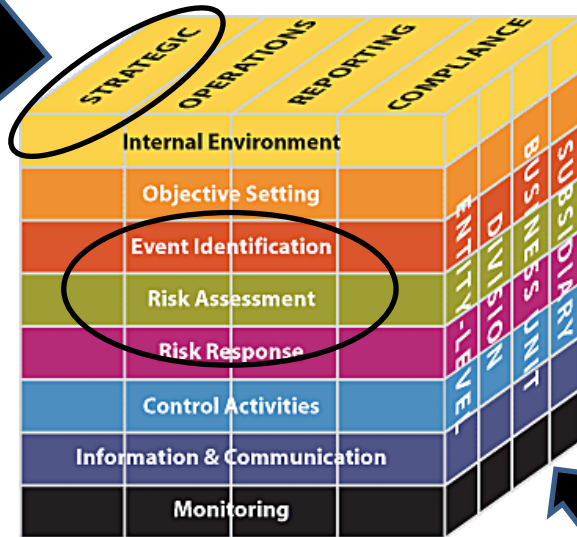 STRATEGIC
OPERATIONS
REPORTING
COMPLIANCE
Internal Environment
Objective Setting
Event Identification
Risk Assessment
Risk Response
Control Activities
Information & Communication
Monitoring
ENTITY-LEVEL
DIVISION
BUSINESS UNIT
SUBSIDIARY